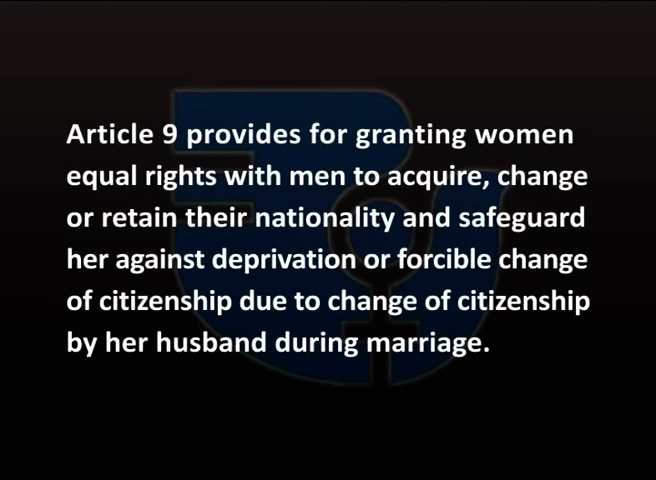 Article 9 provides for granting women
equal rights with men to acquire, change
or retain their nationality and safeguard
her against deprivation or forcible change
of citizenship due to change of citizenship
by her husband during marriage.